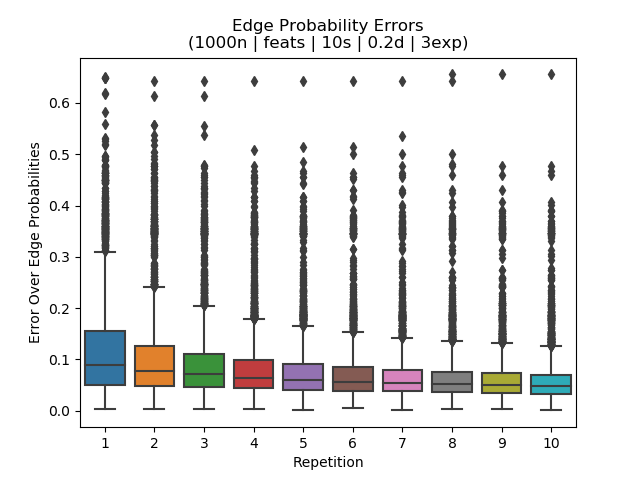 Edge Probability Errors
(1000n | feats | 10s | 0.2d | 3exp)
Error Over Edge Probabilities
0.6
0.5
0.4
0.3
0.2
0.1
0.0
1 2 3 4 5 6 7 8 9 10
Repetition